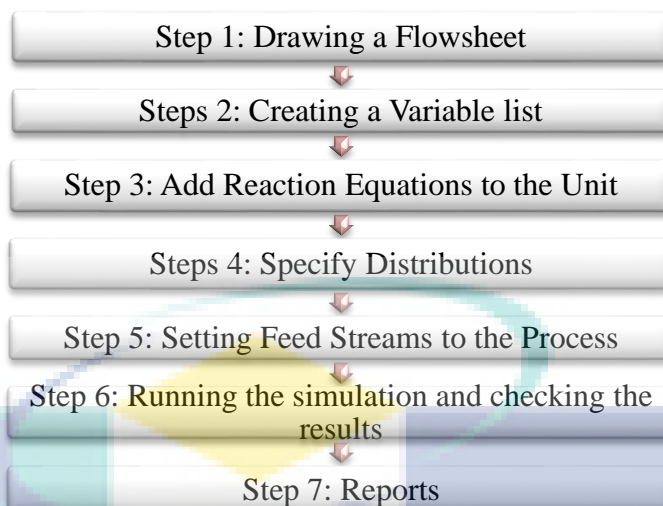 Step 1: Drawing a Flowsheet
Steps 2: Creating a Variable list
Step 3: Add Reaction Equations to the Unit
Steps 4: Specify Distributions
Step 5: Setting Feed Streams to the Process
Step 6: Running the simulation and checking the
results
Step 7: Reports